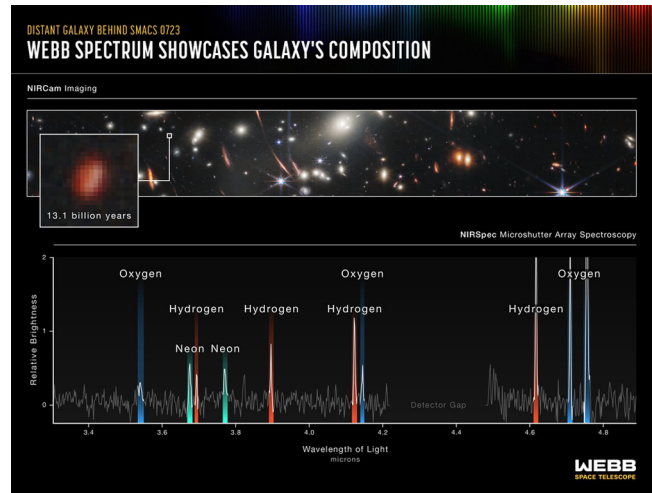 DISTANT GALAXY BEHIND SMACS 0723
WEBB SPECTRUM SHOWCASES GALAXY'S COMPOSITION
NIRCam Imaging
13.1 billion years
NIRSpec Microshutter Array Spectroscopy
2
Oxygen
Oxygen
Oxygen
Hydrogen
Hydrogen
Hydrogen
Hydrogen
1
Neon
Neon
Relative Brightness
0
Detector Gap
3.4
3.6
3.8
4.0
4.2
4.4
4.6
4.8
Wavelength of Light
microns
WEBB
SPACE TELESCOPE